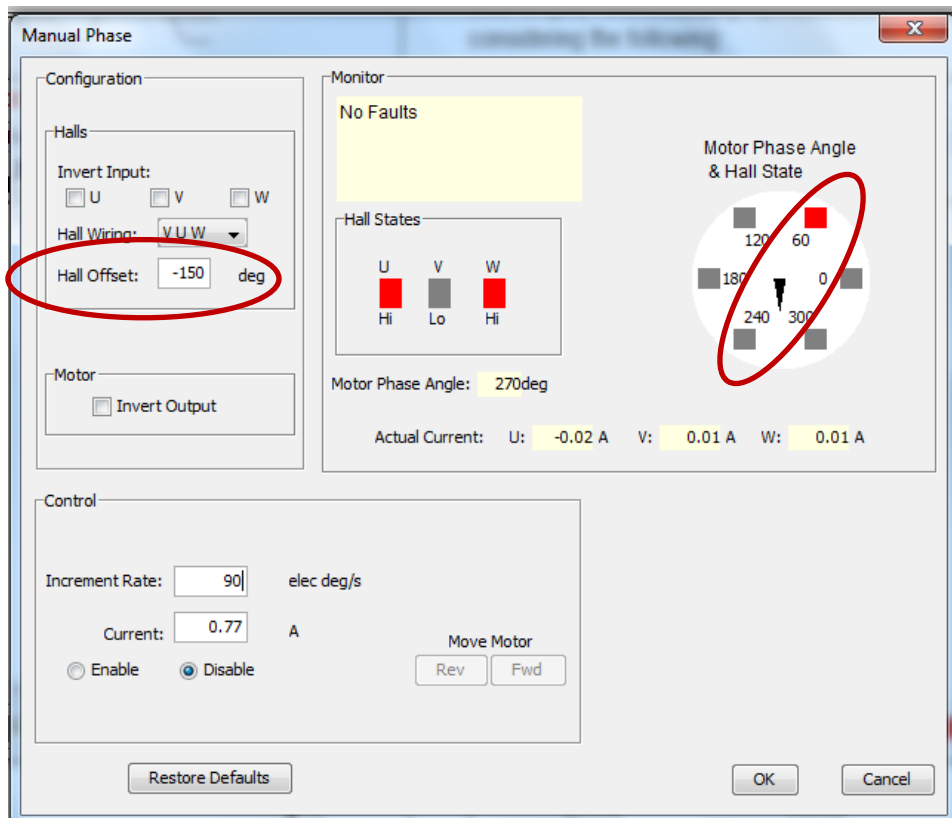 considering the following
Manual Phase
Configuration
Halls
Invert Input:
U V W
Hall Wiring: V U W
Hall Offset: -150 deg
Motor
Invert Output
Monitor
No Faults
Hall States
U V W
Hi Lo Hi
Motor Phase Angle
& Hall State
120 60
180 0
240 300
Motor Phase Angle: 270deg
Actual Current: U: -0.02 A V: 0.01 A W: 0.01 A
Control
Increment Rate: 90 elec deg/s
Current: 0.77 A
Enable Disable
Move Motor
Rev Fwd
Restore Defaults
OK Cancel